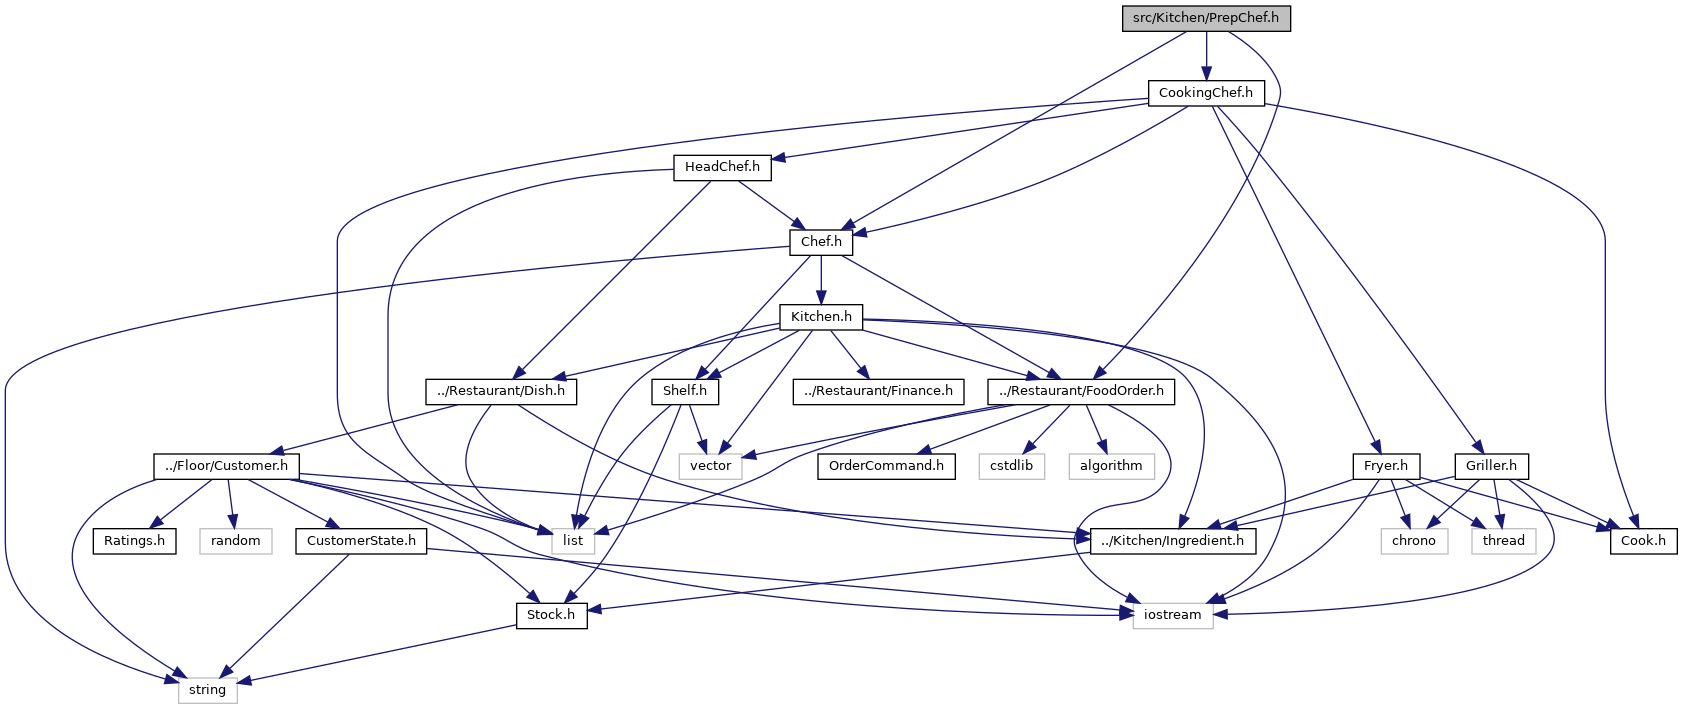 src/Kitchen/PrepChef.h
CookingChef.h
HeadChef.h
Chef.h
Kitchen.h
../Restaurant/Dish.h
Shelf.h
../Restaurant/Finance.h
../Restaurant/FoodOrder.h
../Floor/Customer.h
vector
OrderCommand.h
cstdlib
algorithm
Fryer.h
Griller.h
Ratings.h
random
CustomerState.h
list
../Kitchen/Ingredient.h
chrono
thread
Cook.h
Stock.h
iostream
string